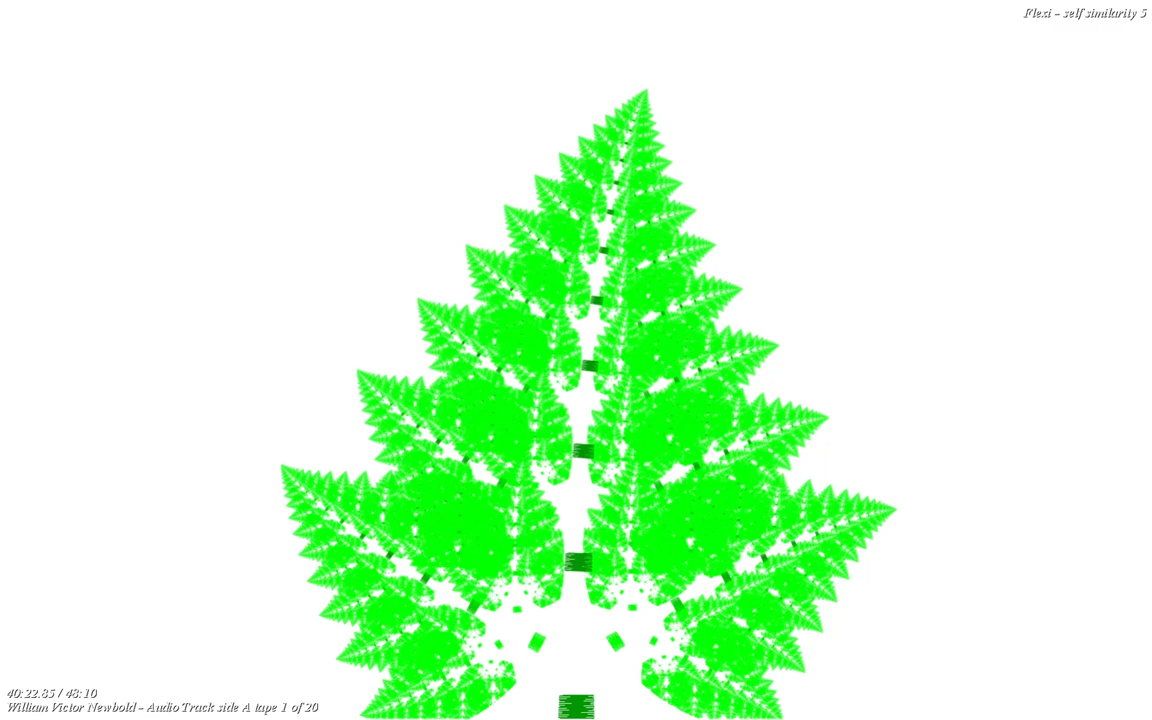 Flexi – self similarity 5
40:22.85 / 48:10
William Victor Newbold – Audio Track side A tape 1 of 20